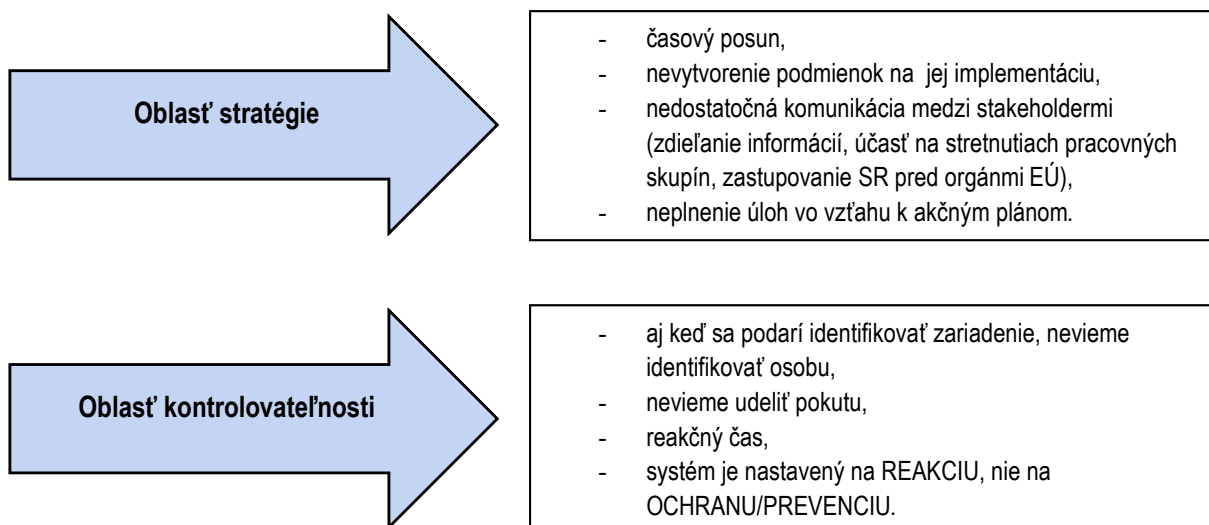 Oblasť stratégie
- časový posun,
- nevytvorenie podmienok na jej implementáciu,
- nedostatočná komunikácia medzi stakeholdermi
(zdieľanie informácií, účasť na stretnutiach pracovných
skupín, zastupovanie SR pred orgánmi EÚ),
- neplnenie úloh vo vzťahu k akčným plánom.
Oblasť kontrolovateľnosti
- aj keď sa podarí identifikovať zariadenie, nevieme
identifikovať osobu,
- nevieme udeliť pokutu,
- reakčný čas,
- systém je nastavený na REAKCIU, nie na
OCHRANU/PREVENCIU.